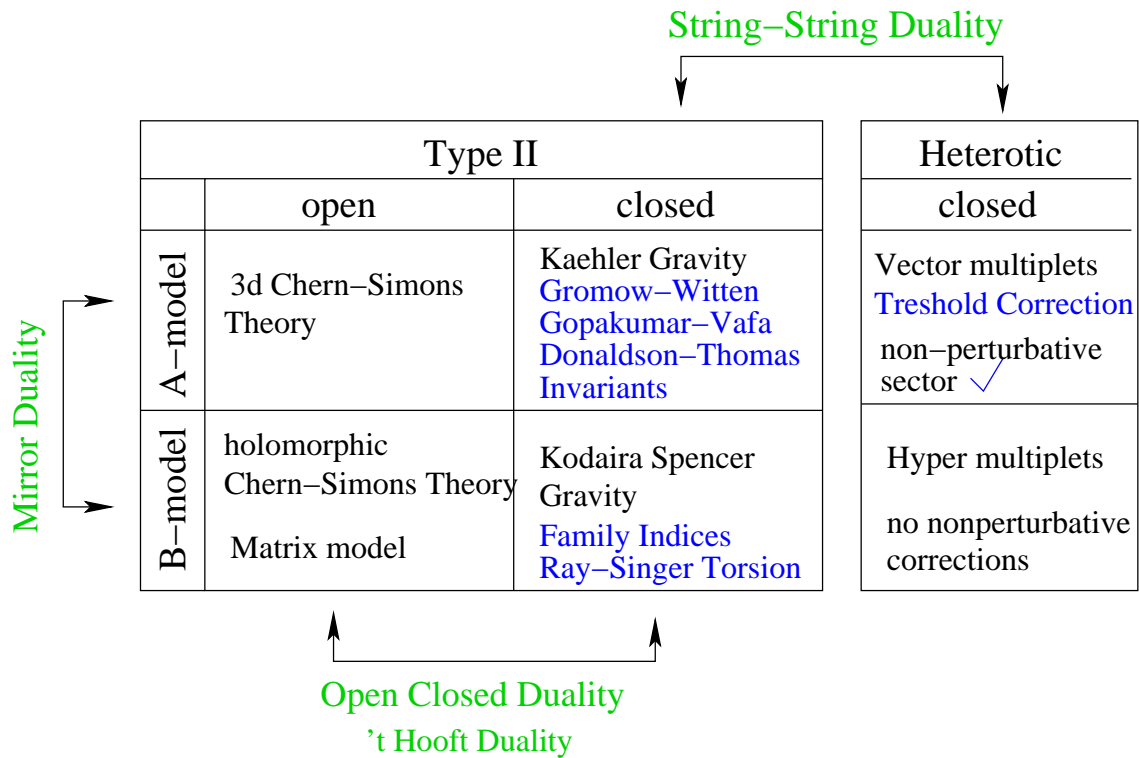 String–String Duality
Type II
Heterotic
open
closed
closed
Mirror Duality
A–model
3d Chern–Simons
Theory
Kaehler Gravity
Gromow–Witten
Gopakumar–Vafa
Donaldson–Thomas
Invariants
Vector multiplets
Treshold Correction
non–perturbative
sector ✓
B–model
holomorphic
Chern–Simons Theory
Matrix model
Kodaira Spencer
Gravity
Family Indices
Ray–Singer Torsion
Hyper multiplets
no nonperturbative
corrections
Open Closed Duality
’t Hooft Duality